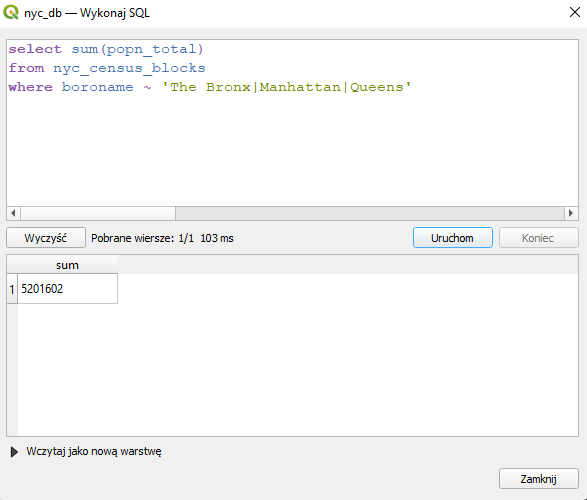 nyc_db — Wykonaj SQL
select sum(popn_total)
from nyc_census_blocks
where boroname ~ 'The Bronx|Manhattan|Queens'
Wyczyść Pobrane wiersze: 1/1 103 ms Uruchom Koniec
sum
1 5201602
Wczytaj jako nową warstwę
Zamknij